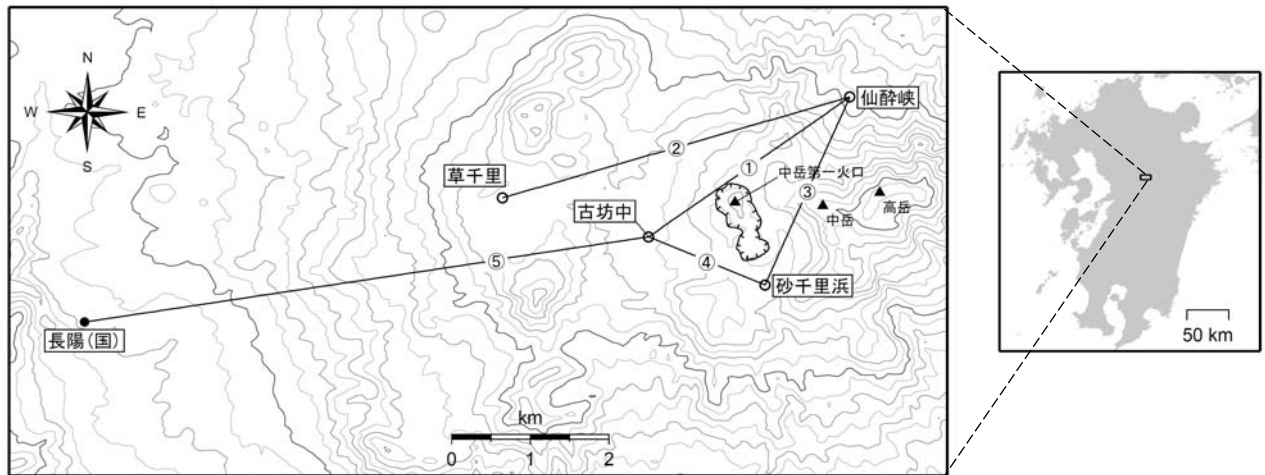 N
W
E
S
仙酔峡
②
①
草千里
中岳第一火口
③
古坊中
中岳
高岳
⑤
④
砂千里浜
長陽(国)
km
0
1
2
50 km